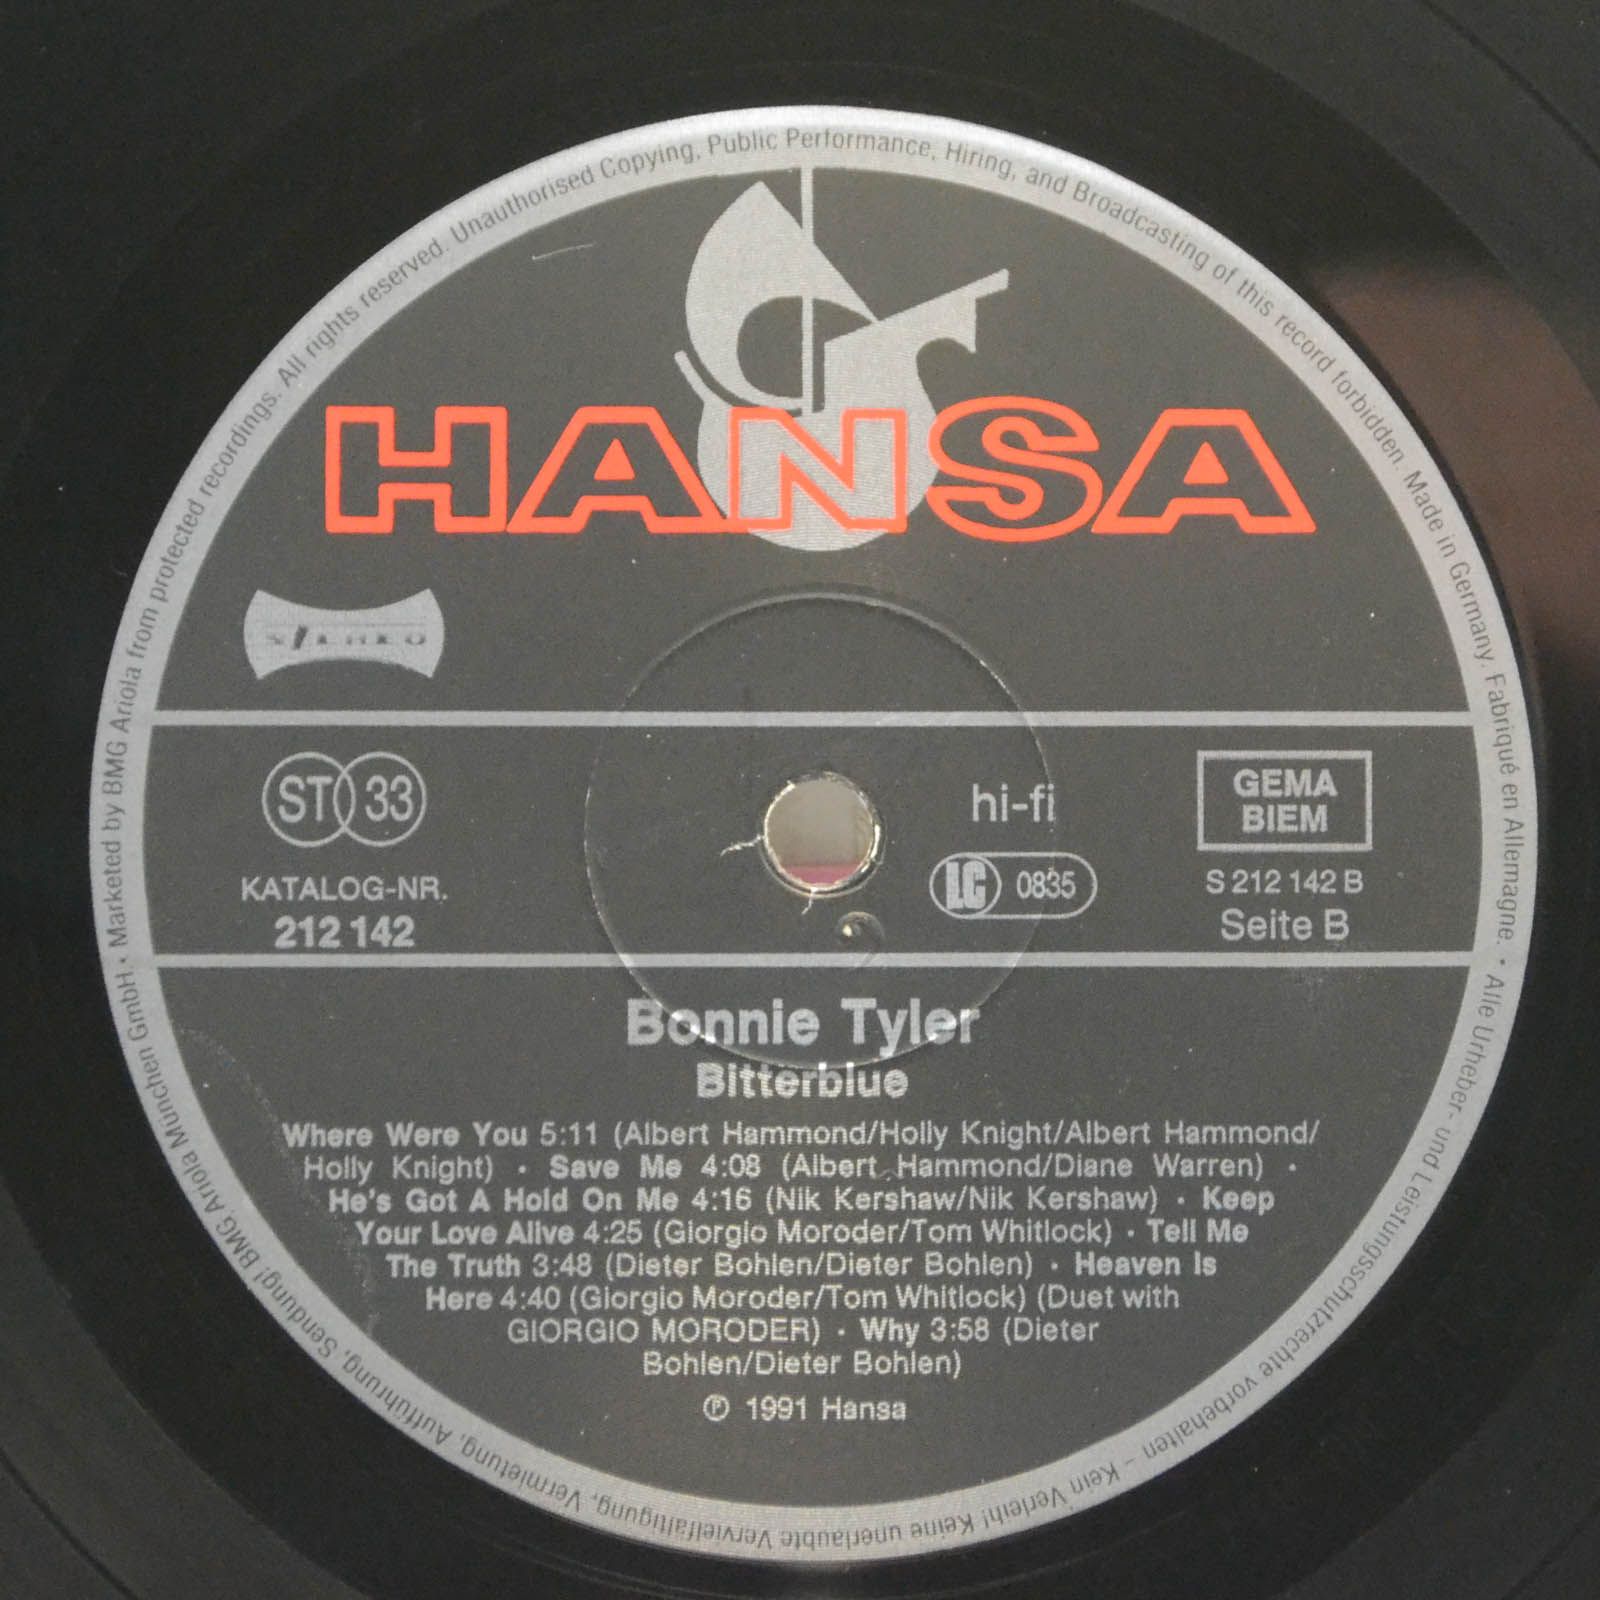 Marketed by BMG Ariola from protected recordings. All rights reserved. Unauthorised Copying, Public Performance, Hiring, and Broadcasting of this record forbidden. Made in Germany. Fabriqué en Allemagne. • Alle Urheber- und Leistungsschutzrechte vorbehalten – Kein Verleih! Keine unerlaubte Vervielfältigung, Vermietung, Aufführung, Sendung! BMG Ariola München GmbH •
HANSA
STEREO
ST 33
KATALOG-NR.
212 142
hi-fi
LC 0835
GEMA
BIEM
S 212 142 B
Seite B
Bonnie Tyler
Bitterblue
Where Were You 5:11 (Albert Hammond/Holly Knight/Albert Hammond/
Holly Knight) · Save Me 4:08 (Albert Hammond/Diane Warren) ·
He's Got A Hold On Me 4:16 (Nik Kershaw/Nik Kershaw) · Keep
Your Love Alive 4:25 (Giorgio Moroder/Tom Whitlock) · Tell Me
The Truth 3:48 (Dieter Bohlen/Dieter Bohlen) · Heaven Is
Here 4:40 (Giorgio Moroder/Tom Whitlock) (Duet with
GIORGIO MORODER) · Why 3:58 (Dieter
Bohlen/Dieter Bohlen)
℗ 1991 Hansa